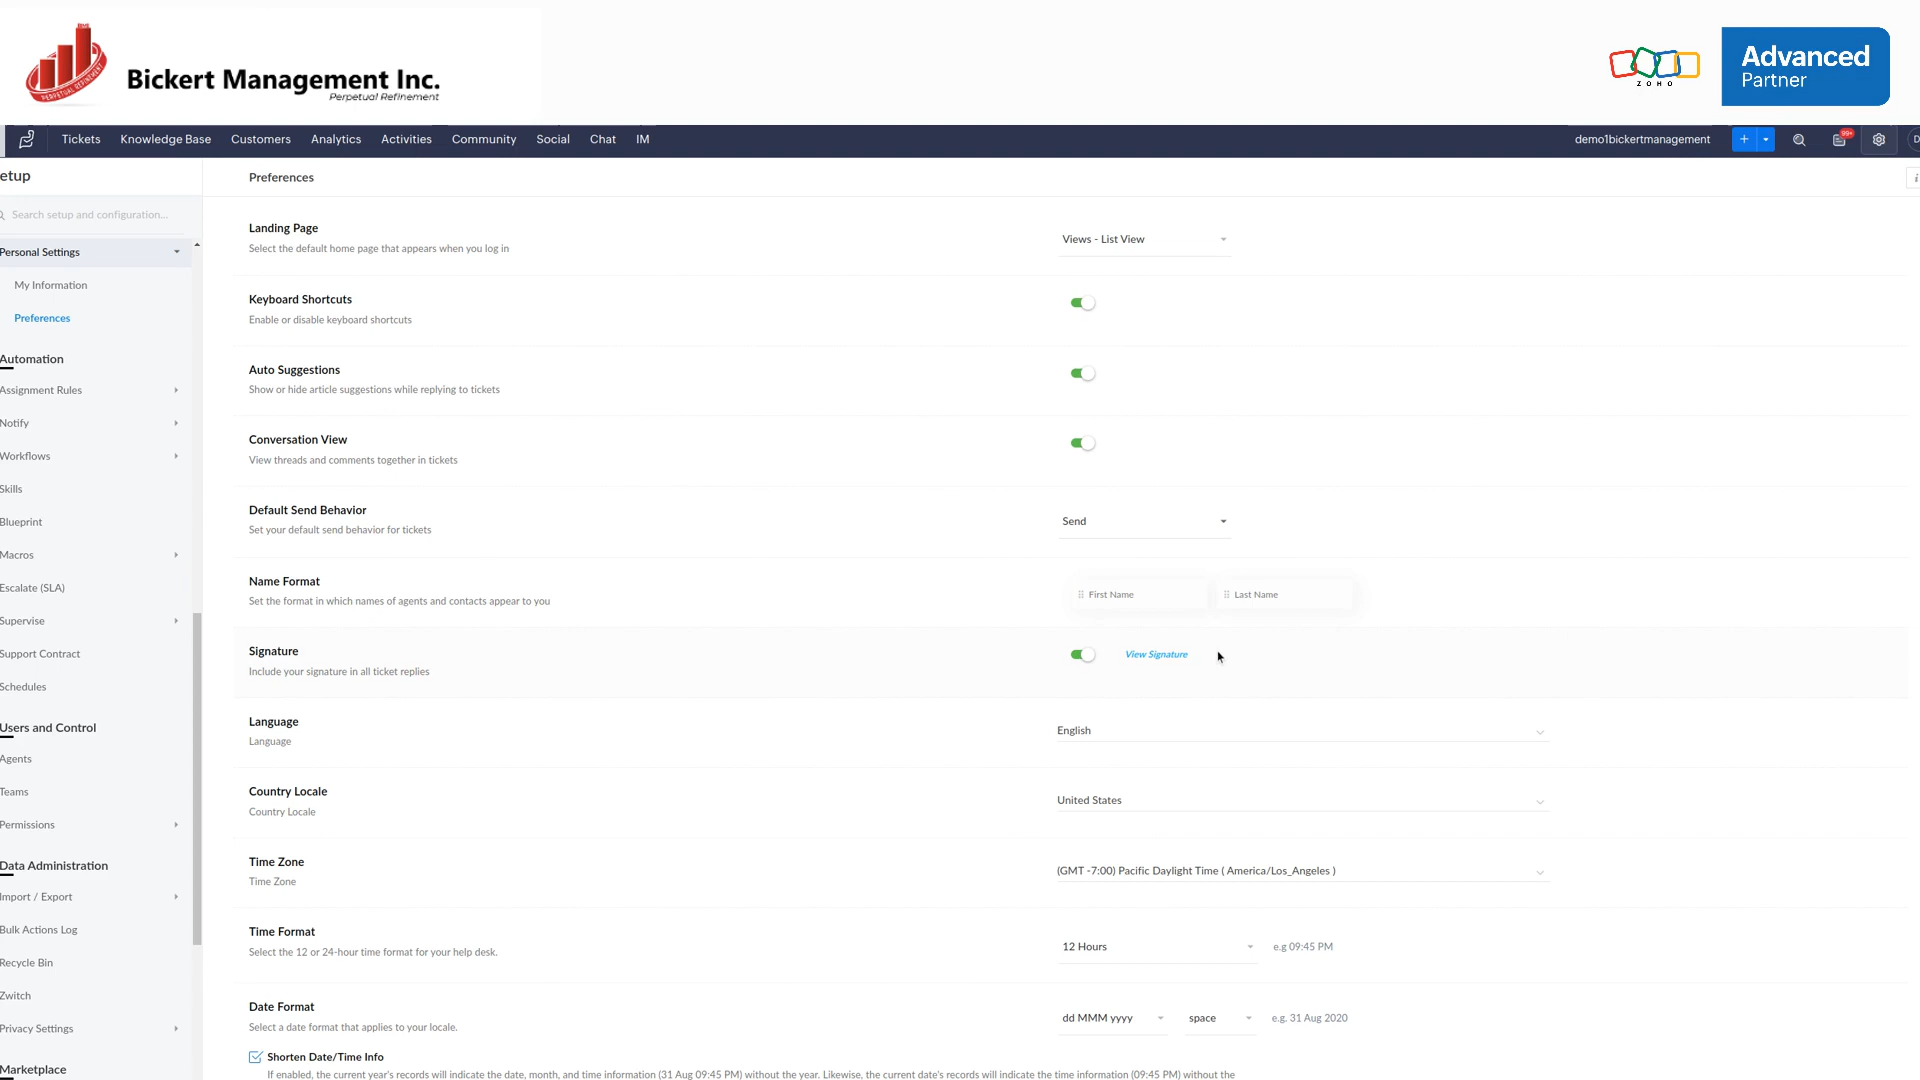 PERPETUAL REFINEMENT
Bickert Management Inc.
Perpetual Refinement
ZOHO
Advanced
Partner
Tickets Knowledge Base Customers Analytics Activities Community Social Chat IM
demo1bickertmanagement
99+
D
etup
Search setup and configuration...
Personal Settings
My Information
Preferences
Automation
Assignment Rules
Notify
Workflows
Skills
Blueprint
Macros
Escalate (SLA)
Supervise
Support Contract
Schedules
Users and Control
Agents
Teams
Permissions
Data Administration
Import / Export
Bulk Actions Log
Recycle Bin
Zwitch
Privacy Settings
Marketplace
Preferences
i
Landing Page
Select the default home page that appears when you log in
Views - List View
Keyboard Shortcuts
Enable or disable keyboard shortcuts
Auto Suggestions
Show or hide article suggestions while replying to tickets
Conversation View
View threads and comments together in tickets
Default Send Behavior
Set your default send behavior for tickets
Send
Name Format
Set the format in which names of agents and contacts appear to you
First Name Last Name
Signature
Include your signature in all ticket replies
View Signature
Language
Language
English
Country Locale
Country Locale
United States
Time Zone
Time Zone
(GMT -7:00) Pacific Daylight Time ( America/Los_Angeles )
Time Format
Select the 12 or 24-hour time format for your help desk.
12 Hours e.g 09:45 PM
Date Format
Select a date format that applies to your locale.
dd MMM yyyy space e.g. 31 Aug 2020
Shorten Date/Time Info
If enabled, the current year's records will indicate the date, month, and time information (31 Aug 09:45 PM) without the year. Likewise, the current date's records will indicate the time information (09:45 PM) without the